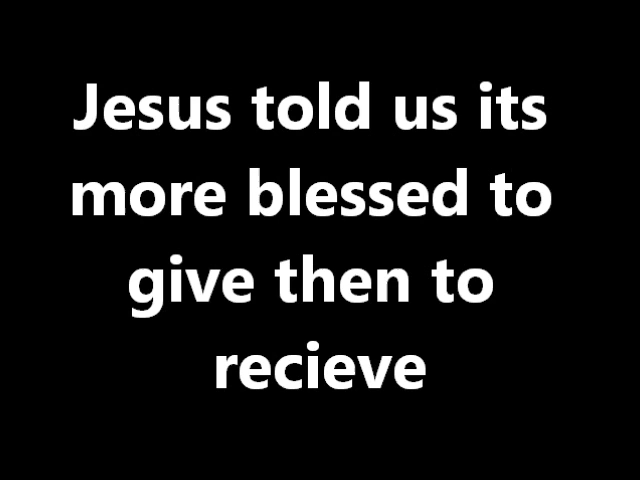 Jesus told us its
more blessed to
give then to
recieve